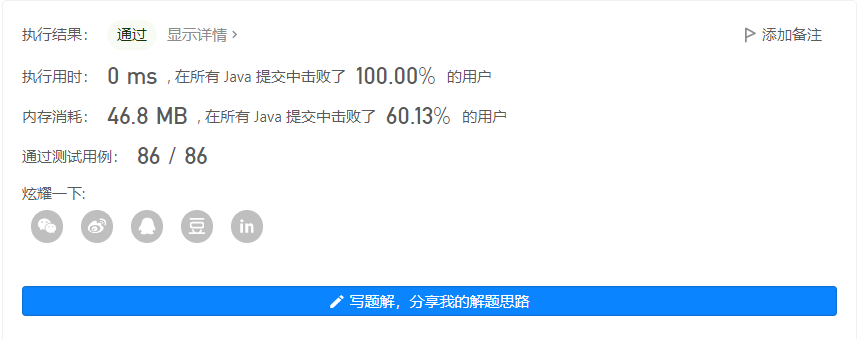 执行结果： 通过 显示详情 › 添加备注
执行用时： 0 ms , 在所有 Java 提交中击败了 100.00% 的用户
内存消耗： 46.8 MB , 在所有 Java 提交中击败了 60.13% 的用户
通过测试用例： 86 / 86
炫耀一下:
豆 in
写题解，分享我的解题思路